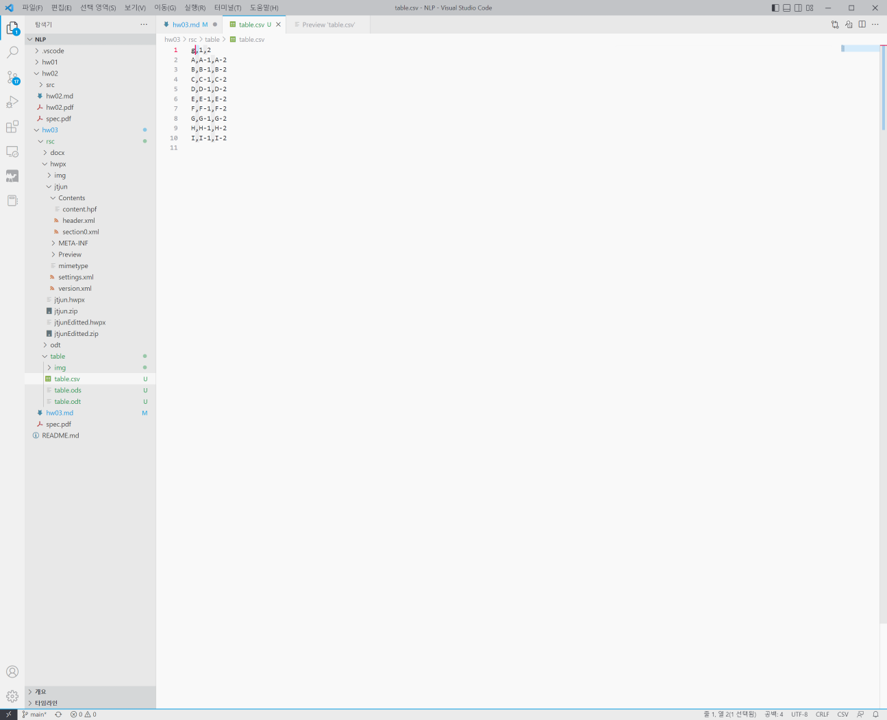 파일(F) 편집(E) 선택 영역(S) 보기(V) 이동(G) 실행(R) 터미널(T) 도움말(H)
table.csv - NLP - Visual Studio Code
탐색기
NLP
.vscode
hw01
hw02
src
hw02.md
hw02.pdf
spec.pdf
hw03
rsc
docx
hwpx
img
jtjun
Contents
content.hpf
header.xml
section0.xml
META-INF
Preview
mimetype
settings.xml
version.xml
jtjun.hwpx
jtjun.zip
jtjunEditted.hwpx
jtjunEditted.zip
odt
table
img
table.csv U
table.ods U
table.odt U
hw03.md M
spec.pdf
README.md
개요
타임라인
hw03.md M
table.csv U
Preview 'table.csv'
hw03 > rsc > table > table.csv
1 g,1,2
2 A,A-1,A-2
3 B,B-1,B-2
4 C,C-1,C-2
5 D,D-1,D-2
6 E,E-1,E-2
7 F,F-1,F-2
8 G,G-1,G-2
9 H,H-1,H-2
10 I,I-1,I-2
11
main* 0 0
줄 1, 열 2(1 선택됨) 공백: 4 UTF-8 CRLF CSV